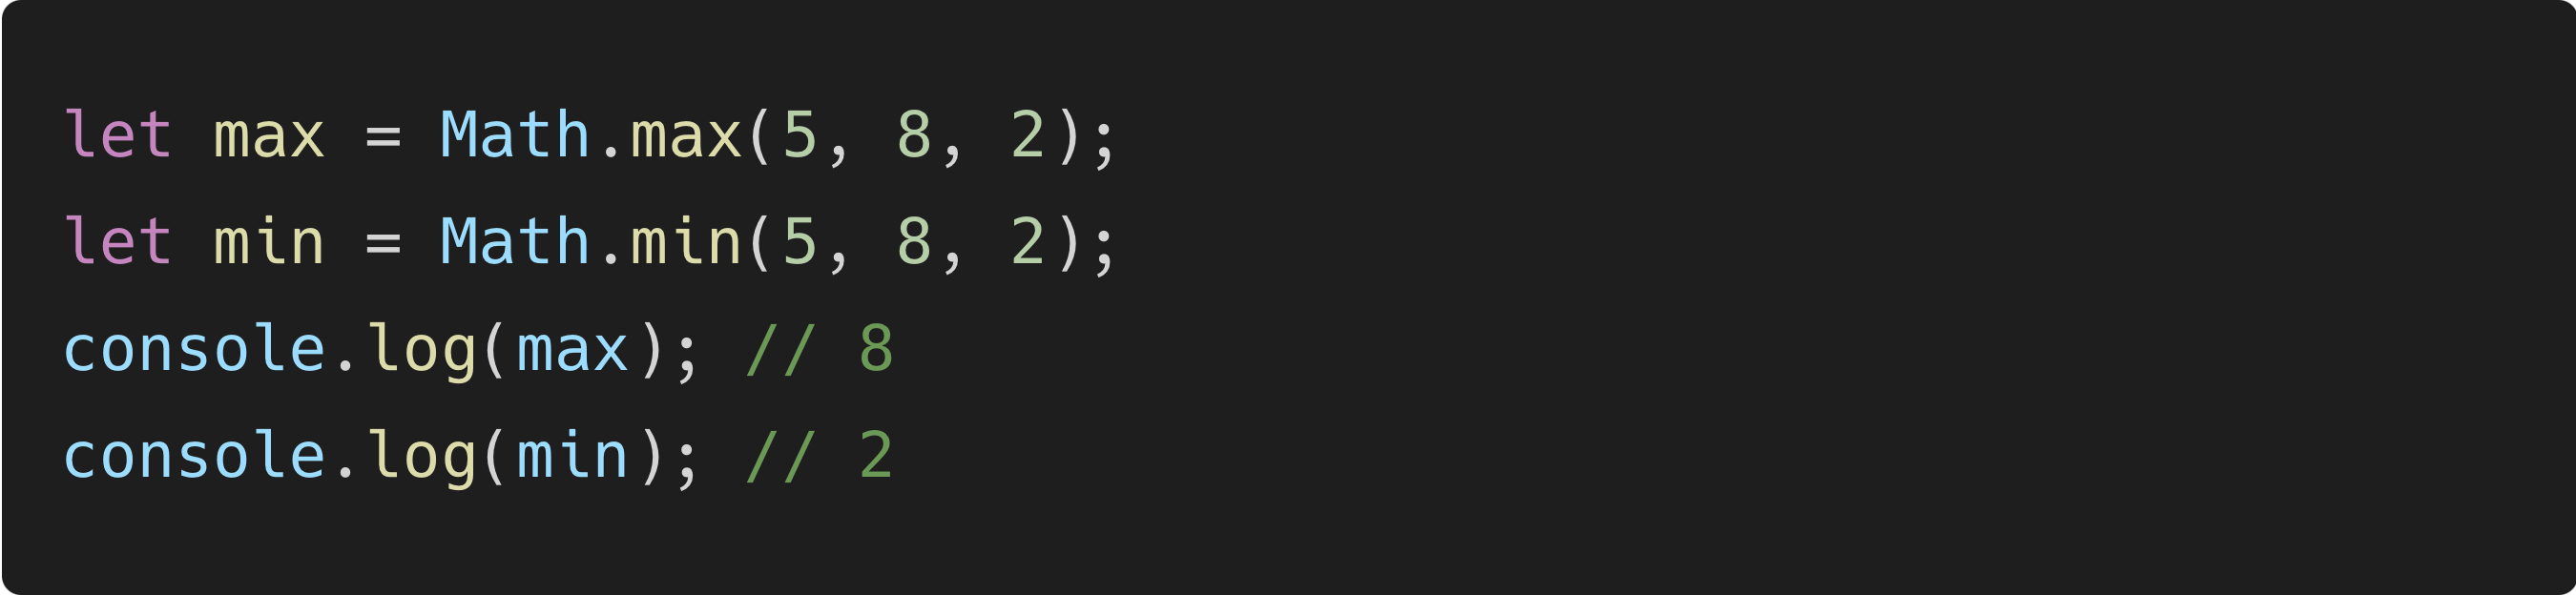 let max = Math.max(5, 8, 2);
let min = Math.min(5, 8, 2);
console.log(max); // 8
console.log(min); // 2